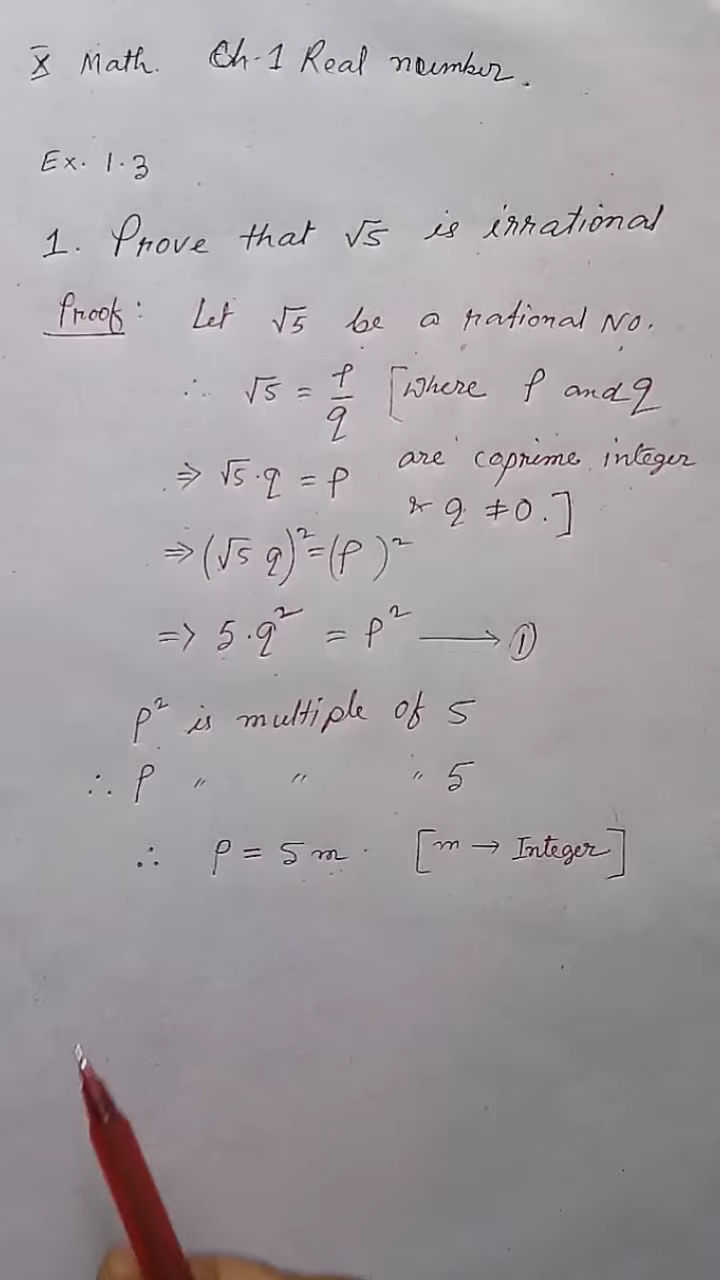 X Math. Ch-1 Real number.
Ex. 1.3
1. Prove that √5 is irrational
Proof: Let √5 be a rational No.
∴ √5 = p/q [where p and q
⇒ √5·q = p are coprime integer
& q ≠ 0.]
⇒ (√5 q)² = (p)²
⇒ 5·q² = p² ⟶ ①
p² is multiple of 5
∴ p " " " 5
∴ p = 5m. [m → Integer]